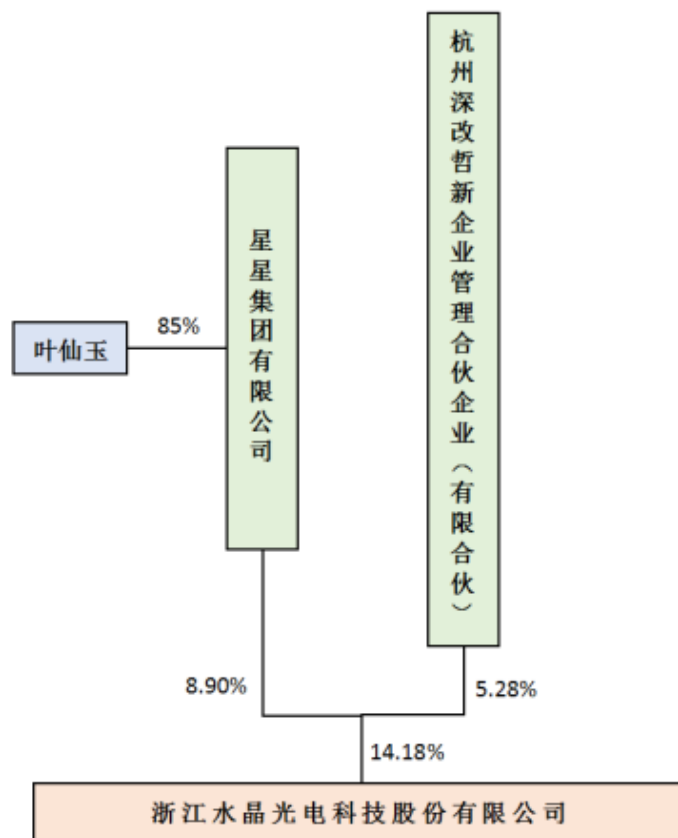 杭州深改哲新企业管理合伙企业（有限合伙）
星星集团有限公司
85%
叶仙玉
8.90%
5.28%
14.18%
浙江水晶光电科技股份有限公司